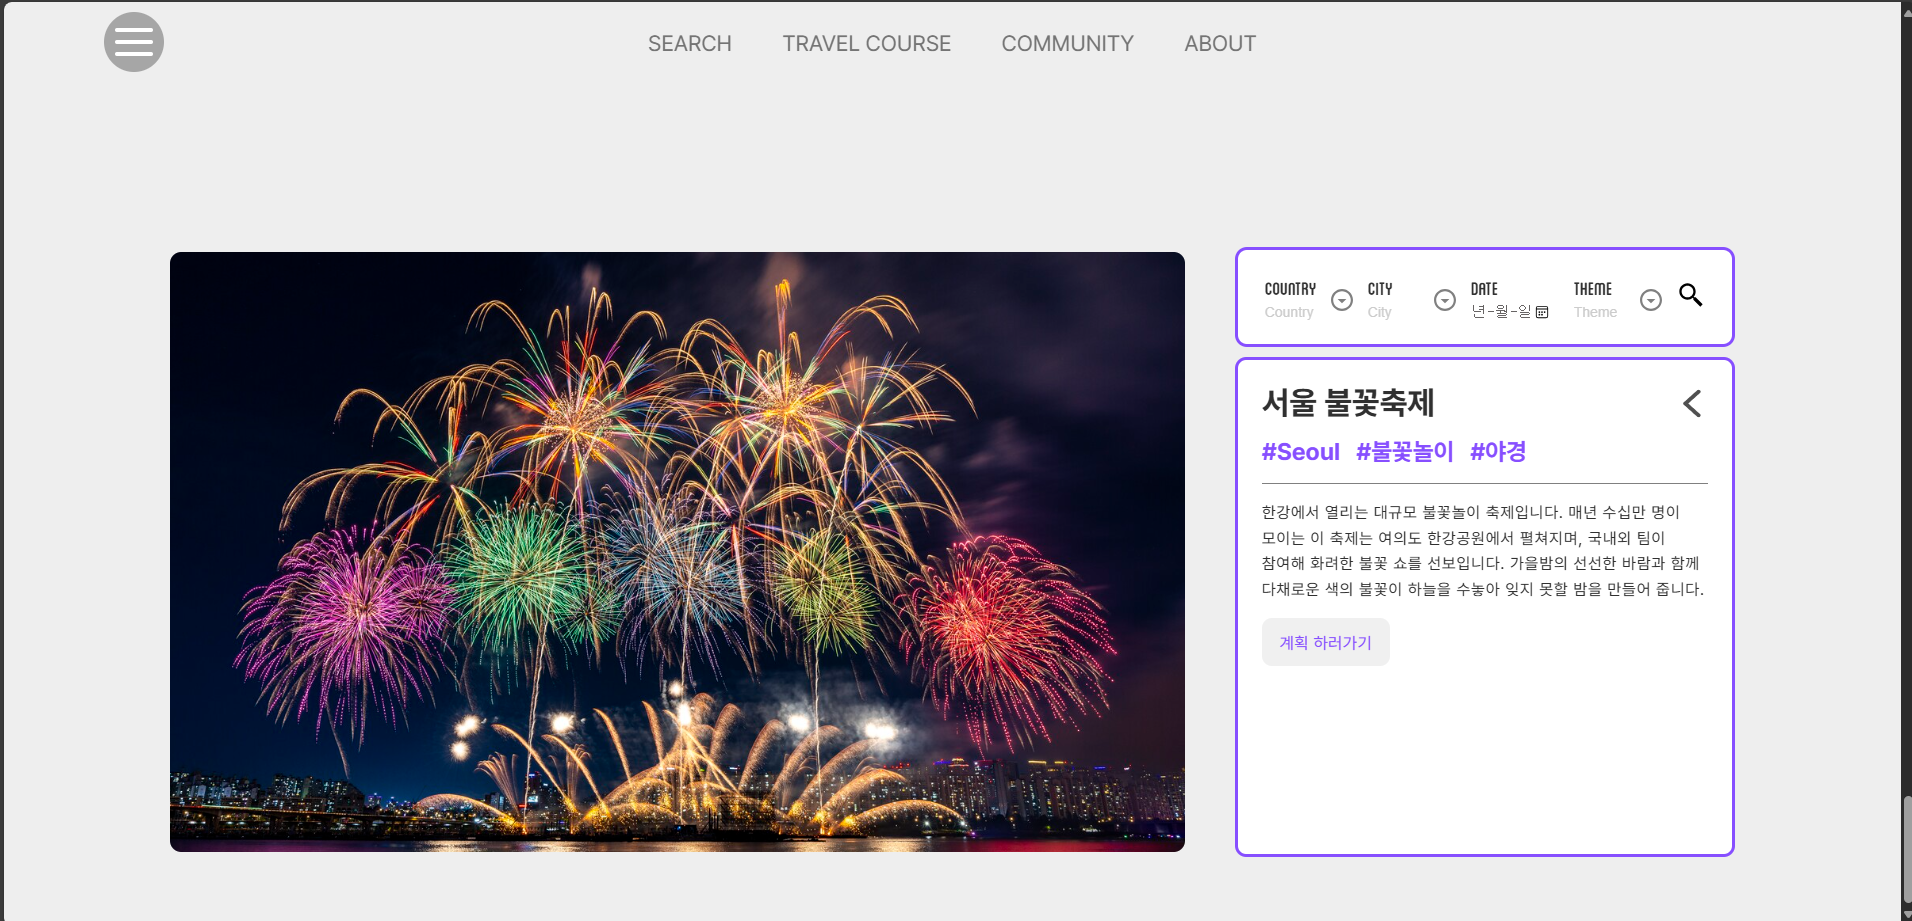 SEARCH TRAVEL COURSE COMMUNITY ABOUT
COUNTRY CITY DATE THEME
Country City 년-월-일 Theme
서울 불꽃축제
#Seoul #불꽃놀이 #야경
한강에서 열리는 대규모 불꽃놀이 축제입니다. 매년 수십만 명이
모이는 이 축제는 여의도 한강공원에서 펼쳐지며, 국내외 팀이
참여해 화려한 불꽃 쇼를 선보입니다. 가을밤의 선선한 바람과 함께
다채로운 색의 불꽃이 하늘을 수놓아 잊지 못할 밤을 만들어 줍니다.
계획 하러가기